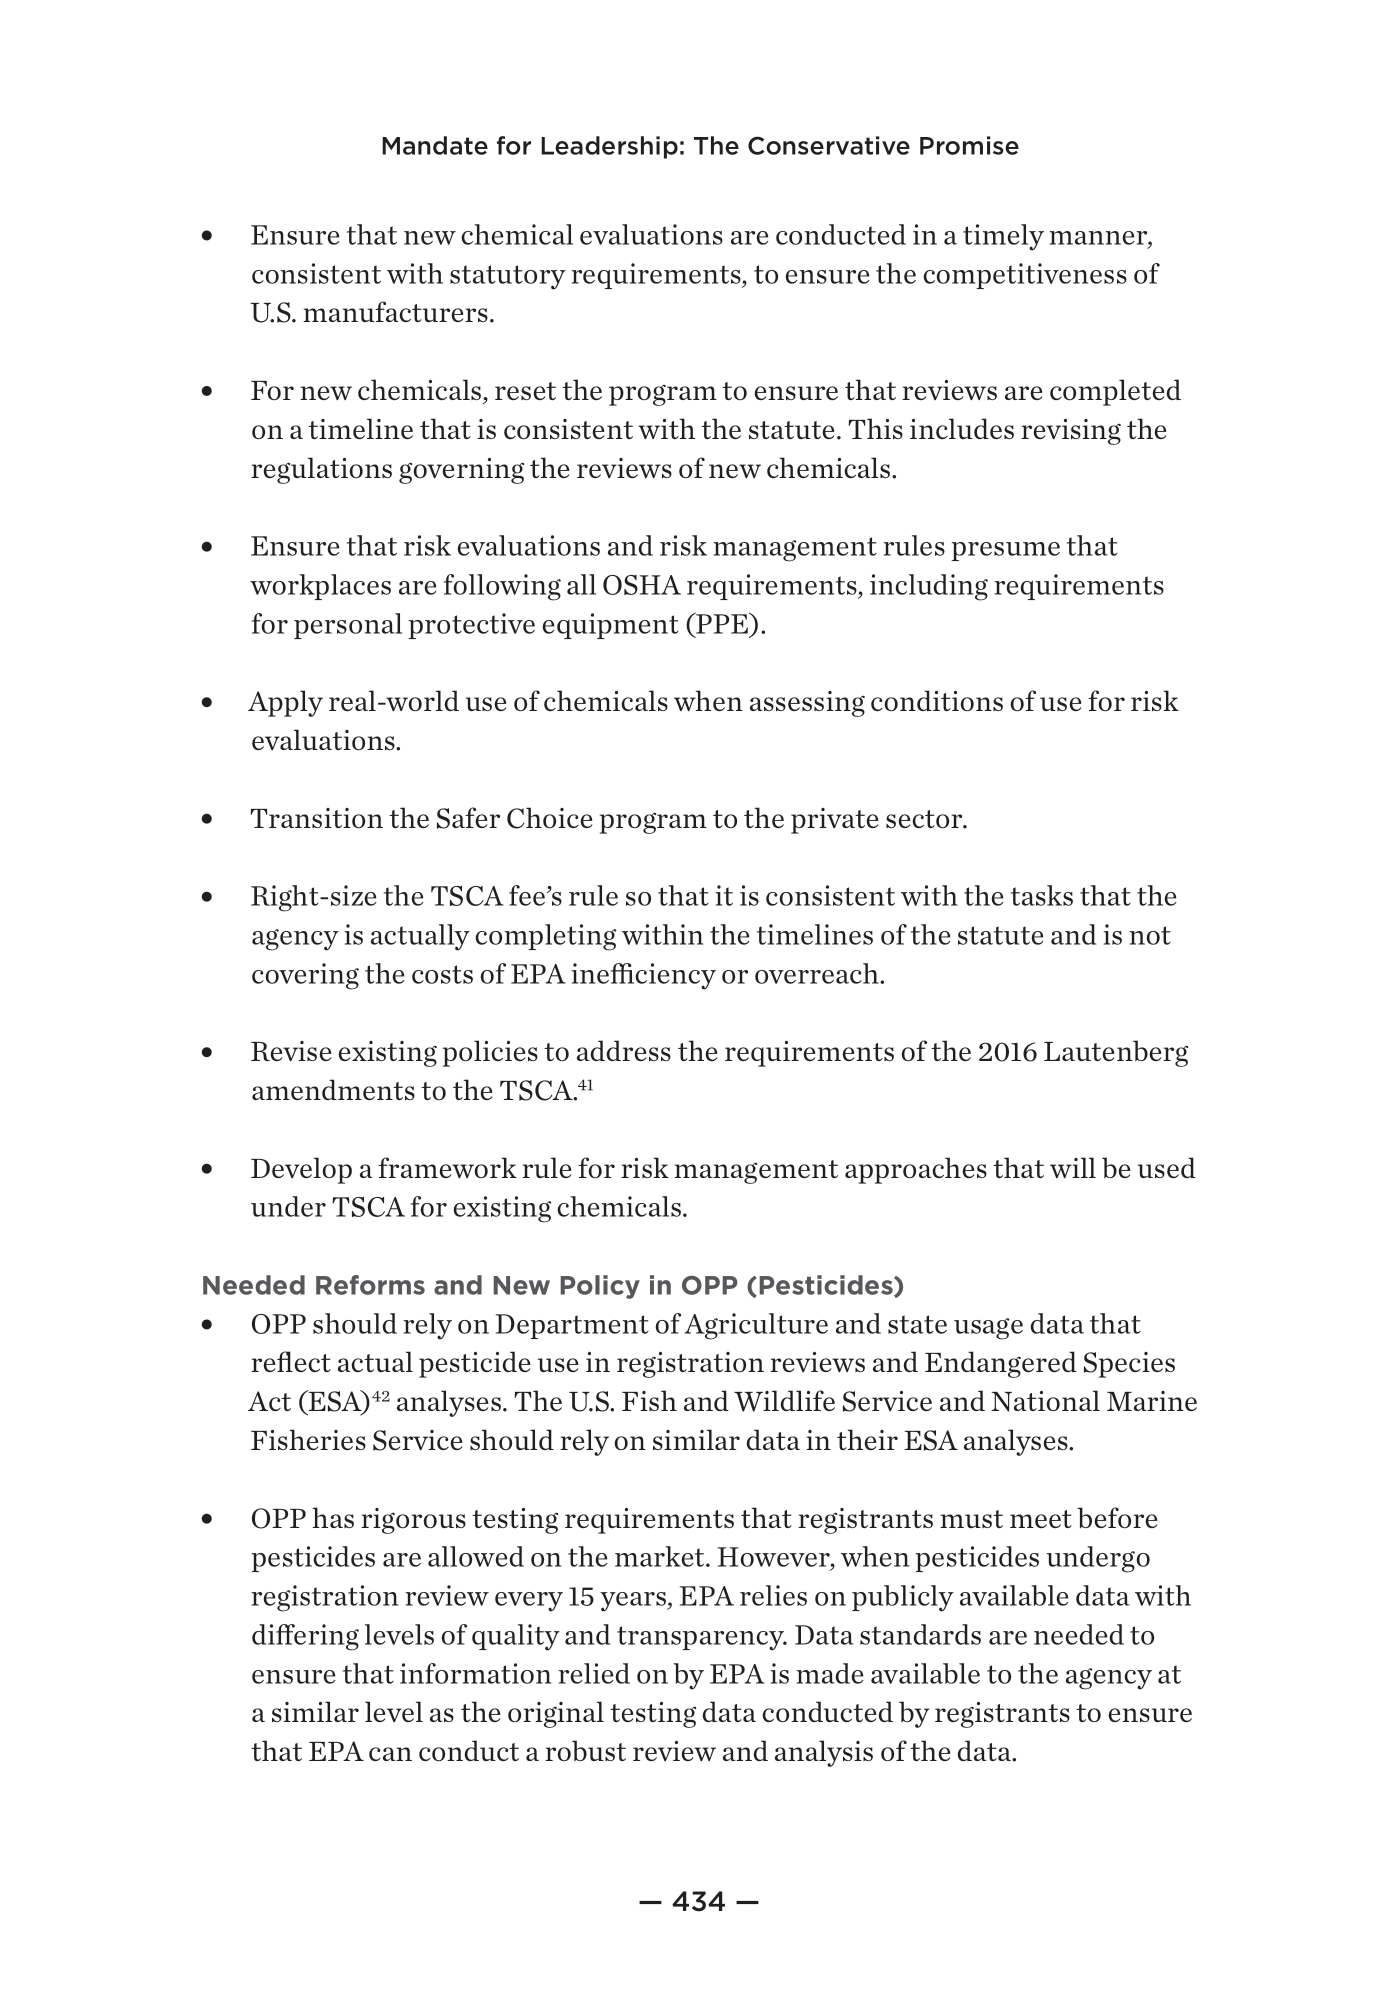 Mandate for Leadership: The Conservative Promise
• Ensure that new chemical evaluations are conducted in a timely manner,
consistent with statutory requirements, to ensure the competitiveness of
U.S. manufacturers.
• For new chemicals, reset the program to ensure that reviews are completed
on a timeline that is consistent with the statute. This includes revising the
regulations governing the reviews of new chemicals.
• Ensure that risk evaluations and risk management rules presume that
workplaces are following all OSHA requirements, including requirements
for personal protective equipment (PPE).
• Apply real-world use of chemicals when assessing conditions of use for risk
evaluations.
• Transition the Safer Choice program to the private sector.
• Right-size the TSCA fee’s rule so that it is consistent with the tasks that the
agency is actually completing within the timelines of the statute and is not
covering the costs of EPA inefficiency or overreach.
• Revise existing policies to address the requirements of the 2016 Lautenberg
amendments to the TSCA.⁴¹
• Develop a framework rule for risk management approaches that will be used
under TSCA for existing chemicals.
Needed Reforms and New Policy in OPP (Pesticides)
• OPP should rely on Department of Agriculture and state usage data that
reflect actual pesticide use in registration reviews and Endangered Species
Act (ESA)⁴² analyses. The U.S. Fish and Wildlife Service and National Marine
Fisheries Service should rely on similar data in their ESA analyses.
• OPP has rigorous testing requirements that registrants must meet before
pesticides are allowed on the market. However, when pesticides undergo
registration review every 15 years, EPA relies on publicly available data with
differing levels of quality and transparency. Data standards are needed to
ensure that information relied on by EPA is made available to the agency at
a similar level as the original testing data conducted by registrants to ensure
that EPA can conduct a robust review and analysis of the data.
— 434 —